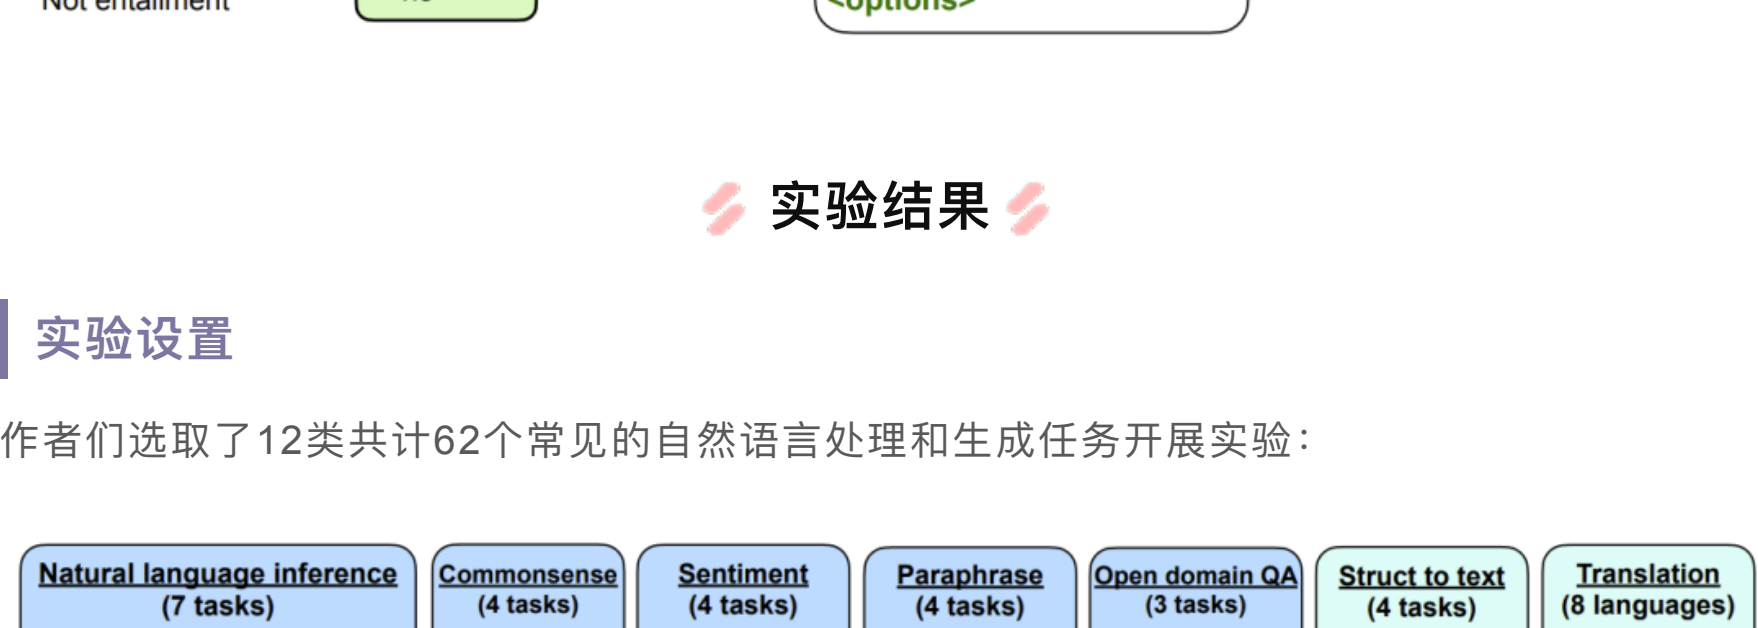 Not entailment
<options>
实验结果
实验设置
作者们选取了12类共计62个常见的自然语言处理和生成任务开展实验：
Natural language inference
(7 tasks)
Commonsense
(4 tasks)
Sentiment
(4 tasks)
Paraphrase
(4 tasks)
Open domain QA
(3 tasks)
Struct to text
(4 tasks)
Translation
(8 languages)